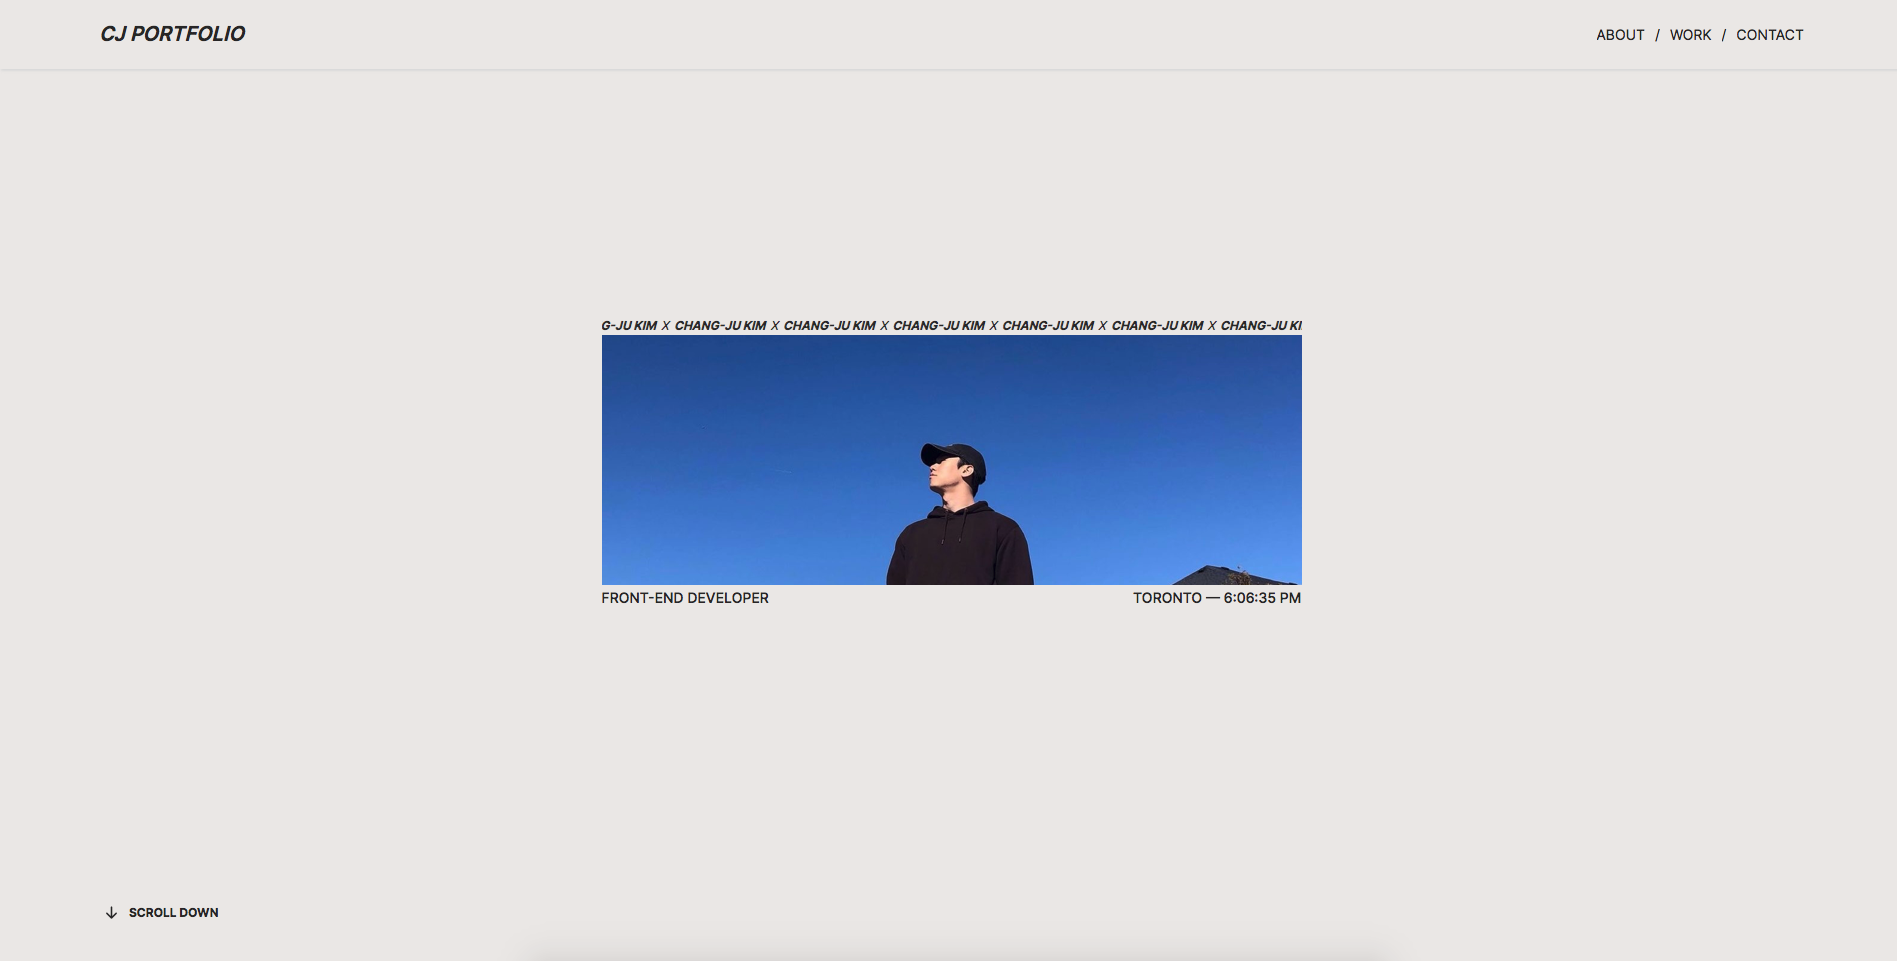 CJ PORTFOLIO
ABOUT / WORK / CONTACT
G-JU KIM X CHANG-JU KIM X CHANG-JU KIM X CHANG-JU KIM X CHANG-JU KIM X CHANG-JU KIM X CHANG-JU KI
FRONT-END DEVELOPER
TORONTO — 6:06:35 PM
SCROLL DOWN